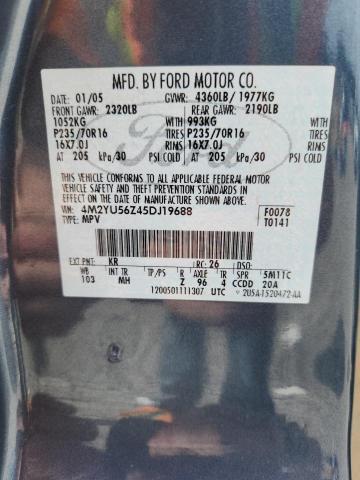 MFD. BY FORD MOTOR CO.
DATE: 01/05 GVWR: 4360LB/ 1977KG
FRONT GAWR: 2320LB REAR GAWR: 2190LB
1052KG WITH 993KG WITH
P235/70R16 TIRES P235/70R16 TIRES
16X7.0J RIMS 16X7.0J RIMS
AT 205 kPa/30 PSI COLD AT 205 kPa/30 PSI COLD
THIS VEHICLE CONFORMS TO ALL APPLICABLE FEDERAL MOTOR
VEHICLE SAFETY AND THEFT PREVENTION STANDARDS IN EFFECT ON
THE DATE OF MANUFACTURE SHOWN ABOVE.
VIN: 4M2YU56Z45DJ19688 F0078
TYPE: MPV T0141
EXT PNT: KR RC: 26 5M11C
WB INT TR TP/PS R AXLE TR SPR 20A
103 MH Z 96 4 CCDD
1200501111307 UTC 2U5A-1520472-AA
Ford